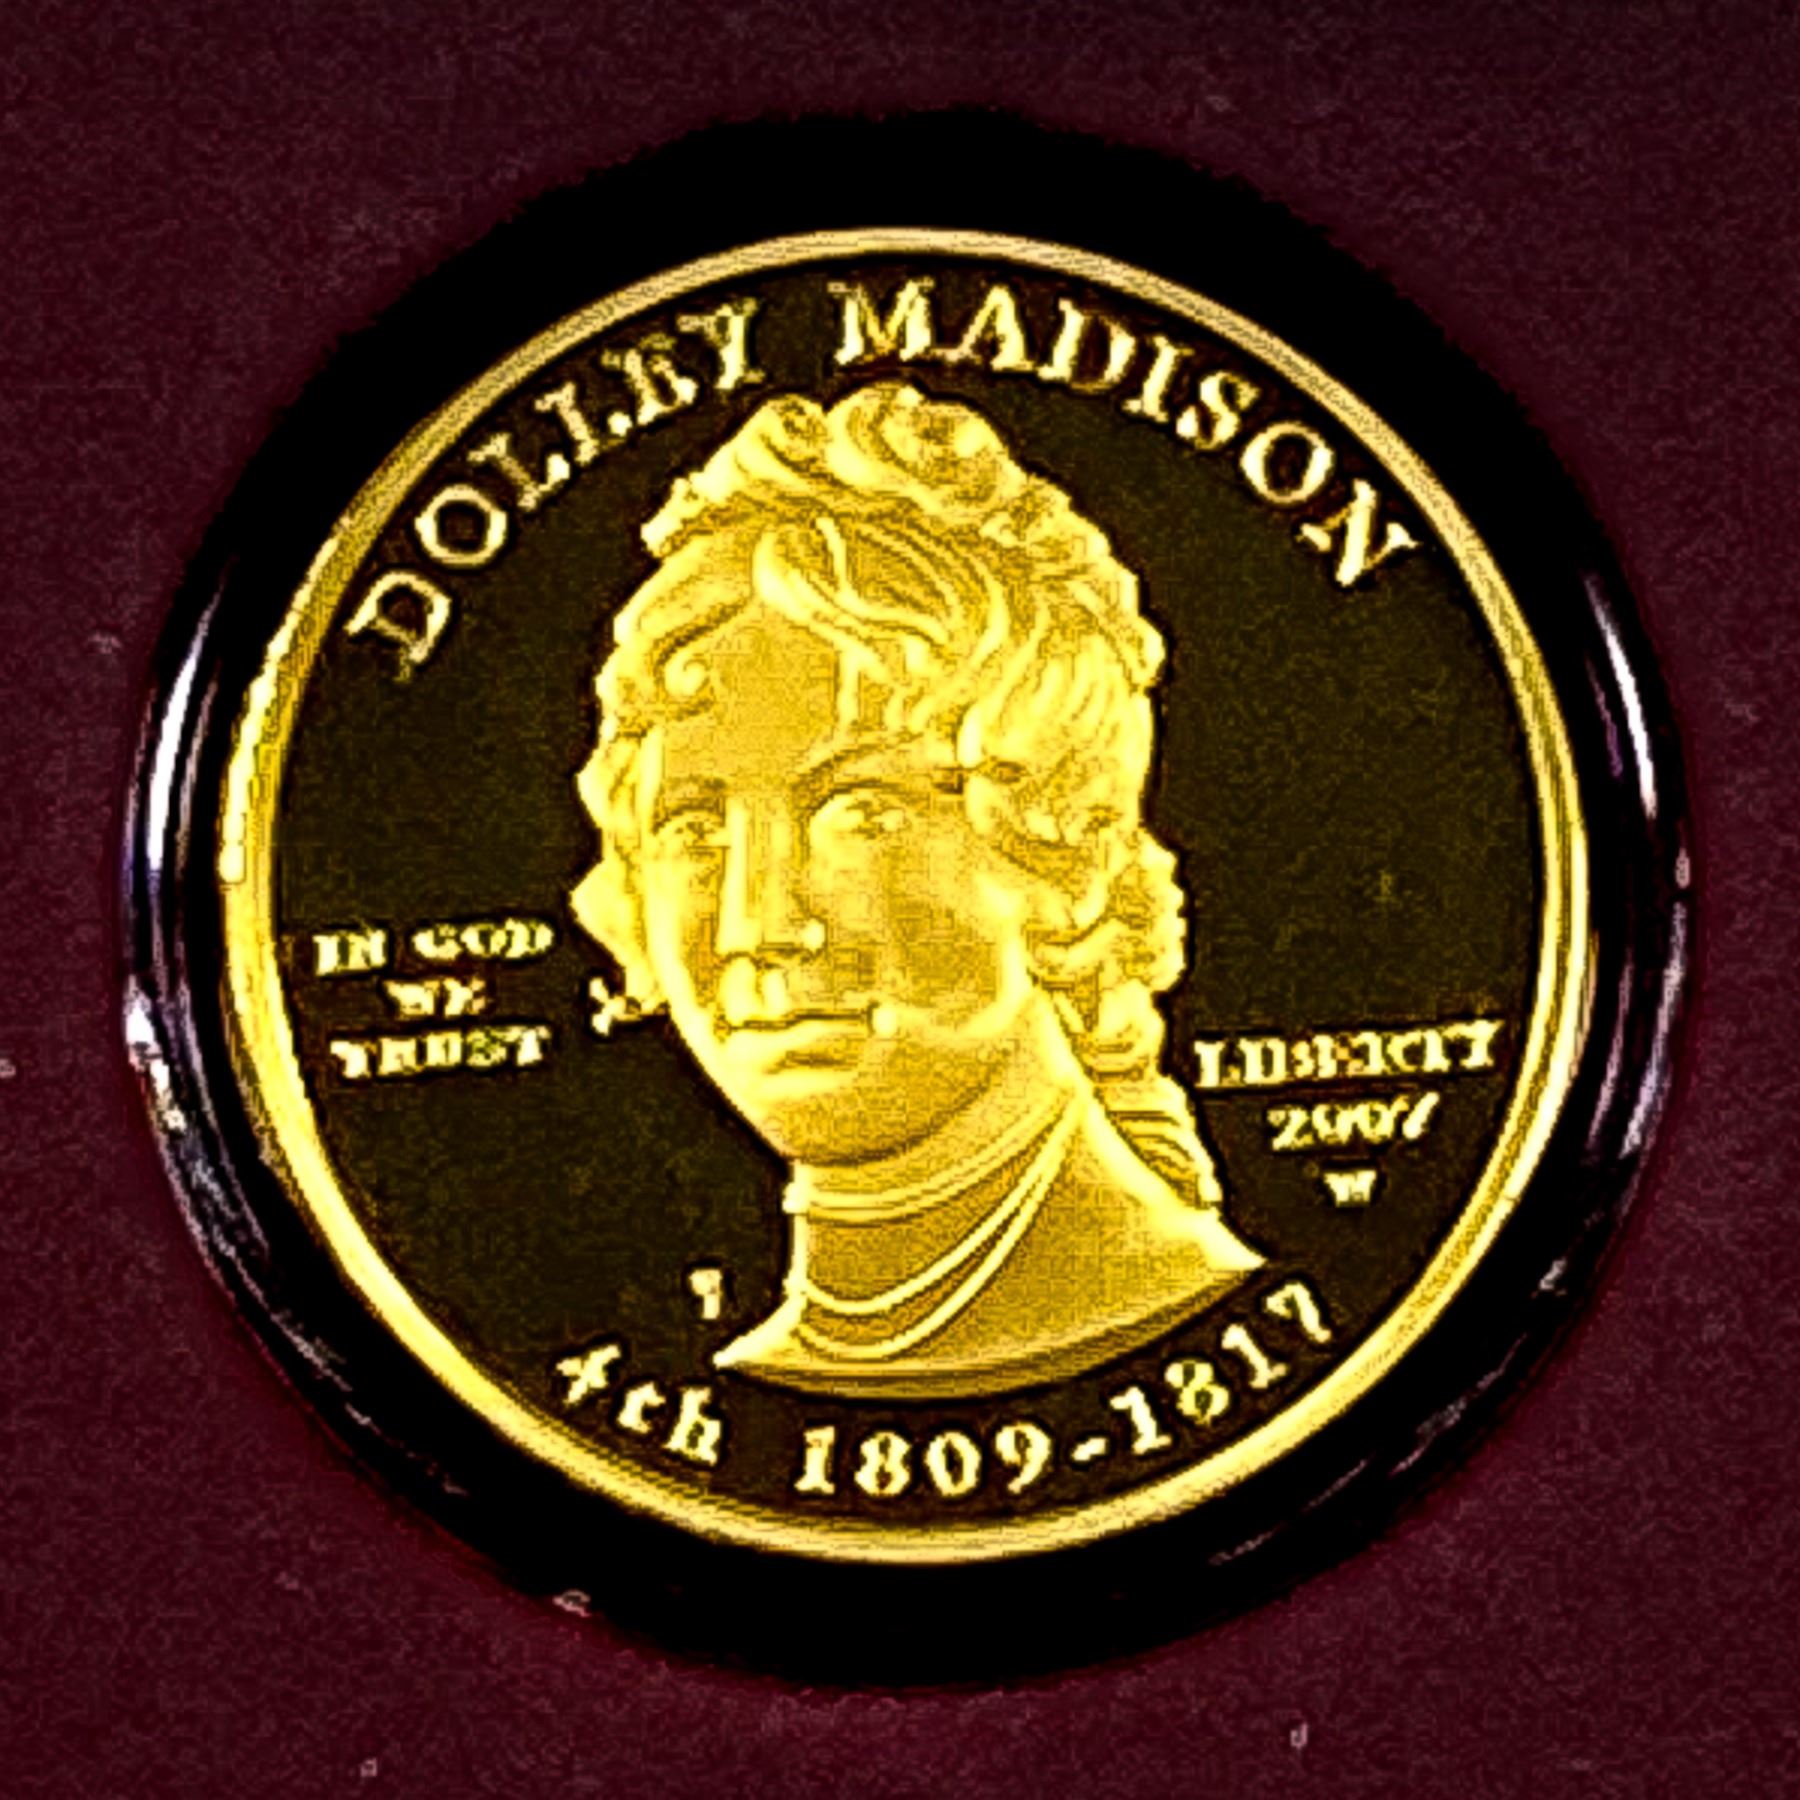 DOLLEY MADISON
IN GOD
WE
TRUST
LIBERTY
2007
W
4th 1809-1817